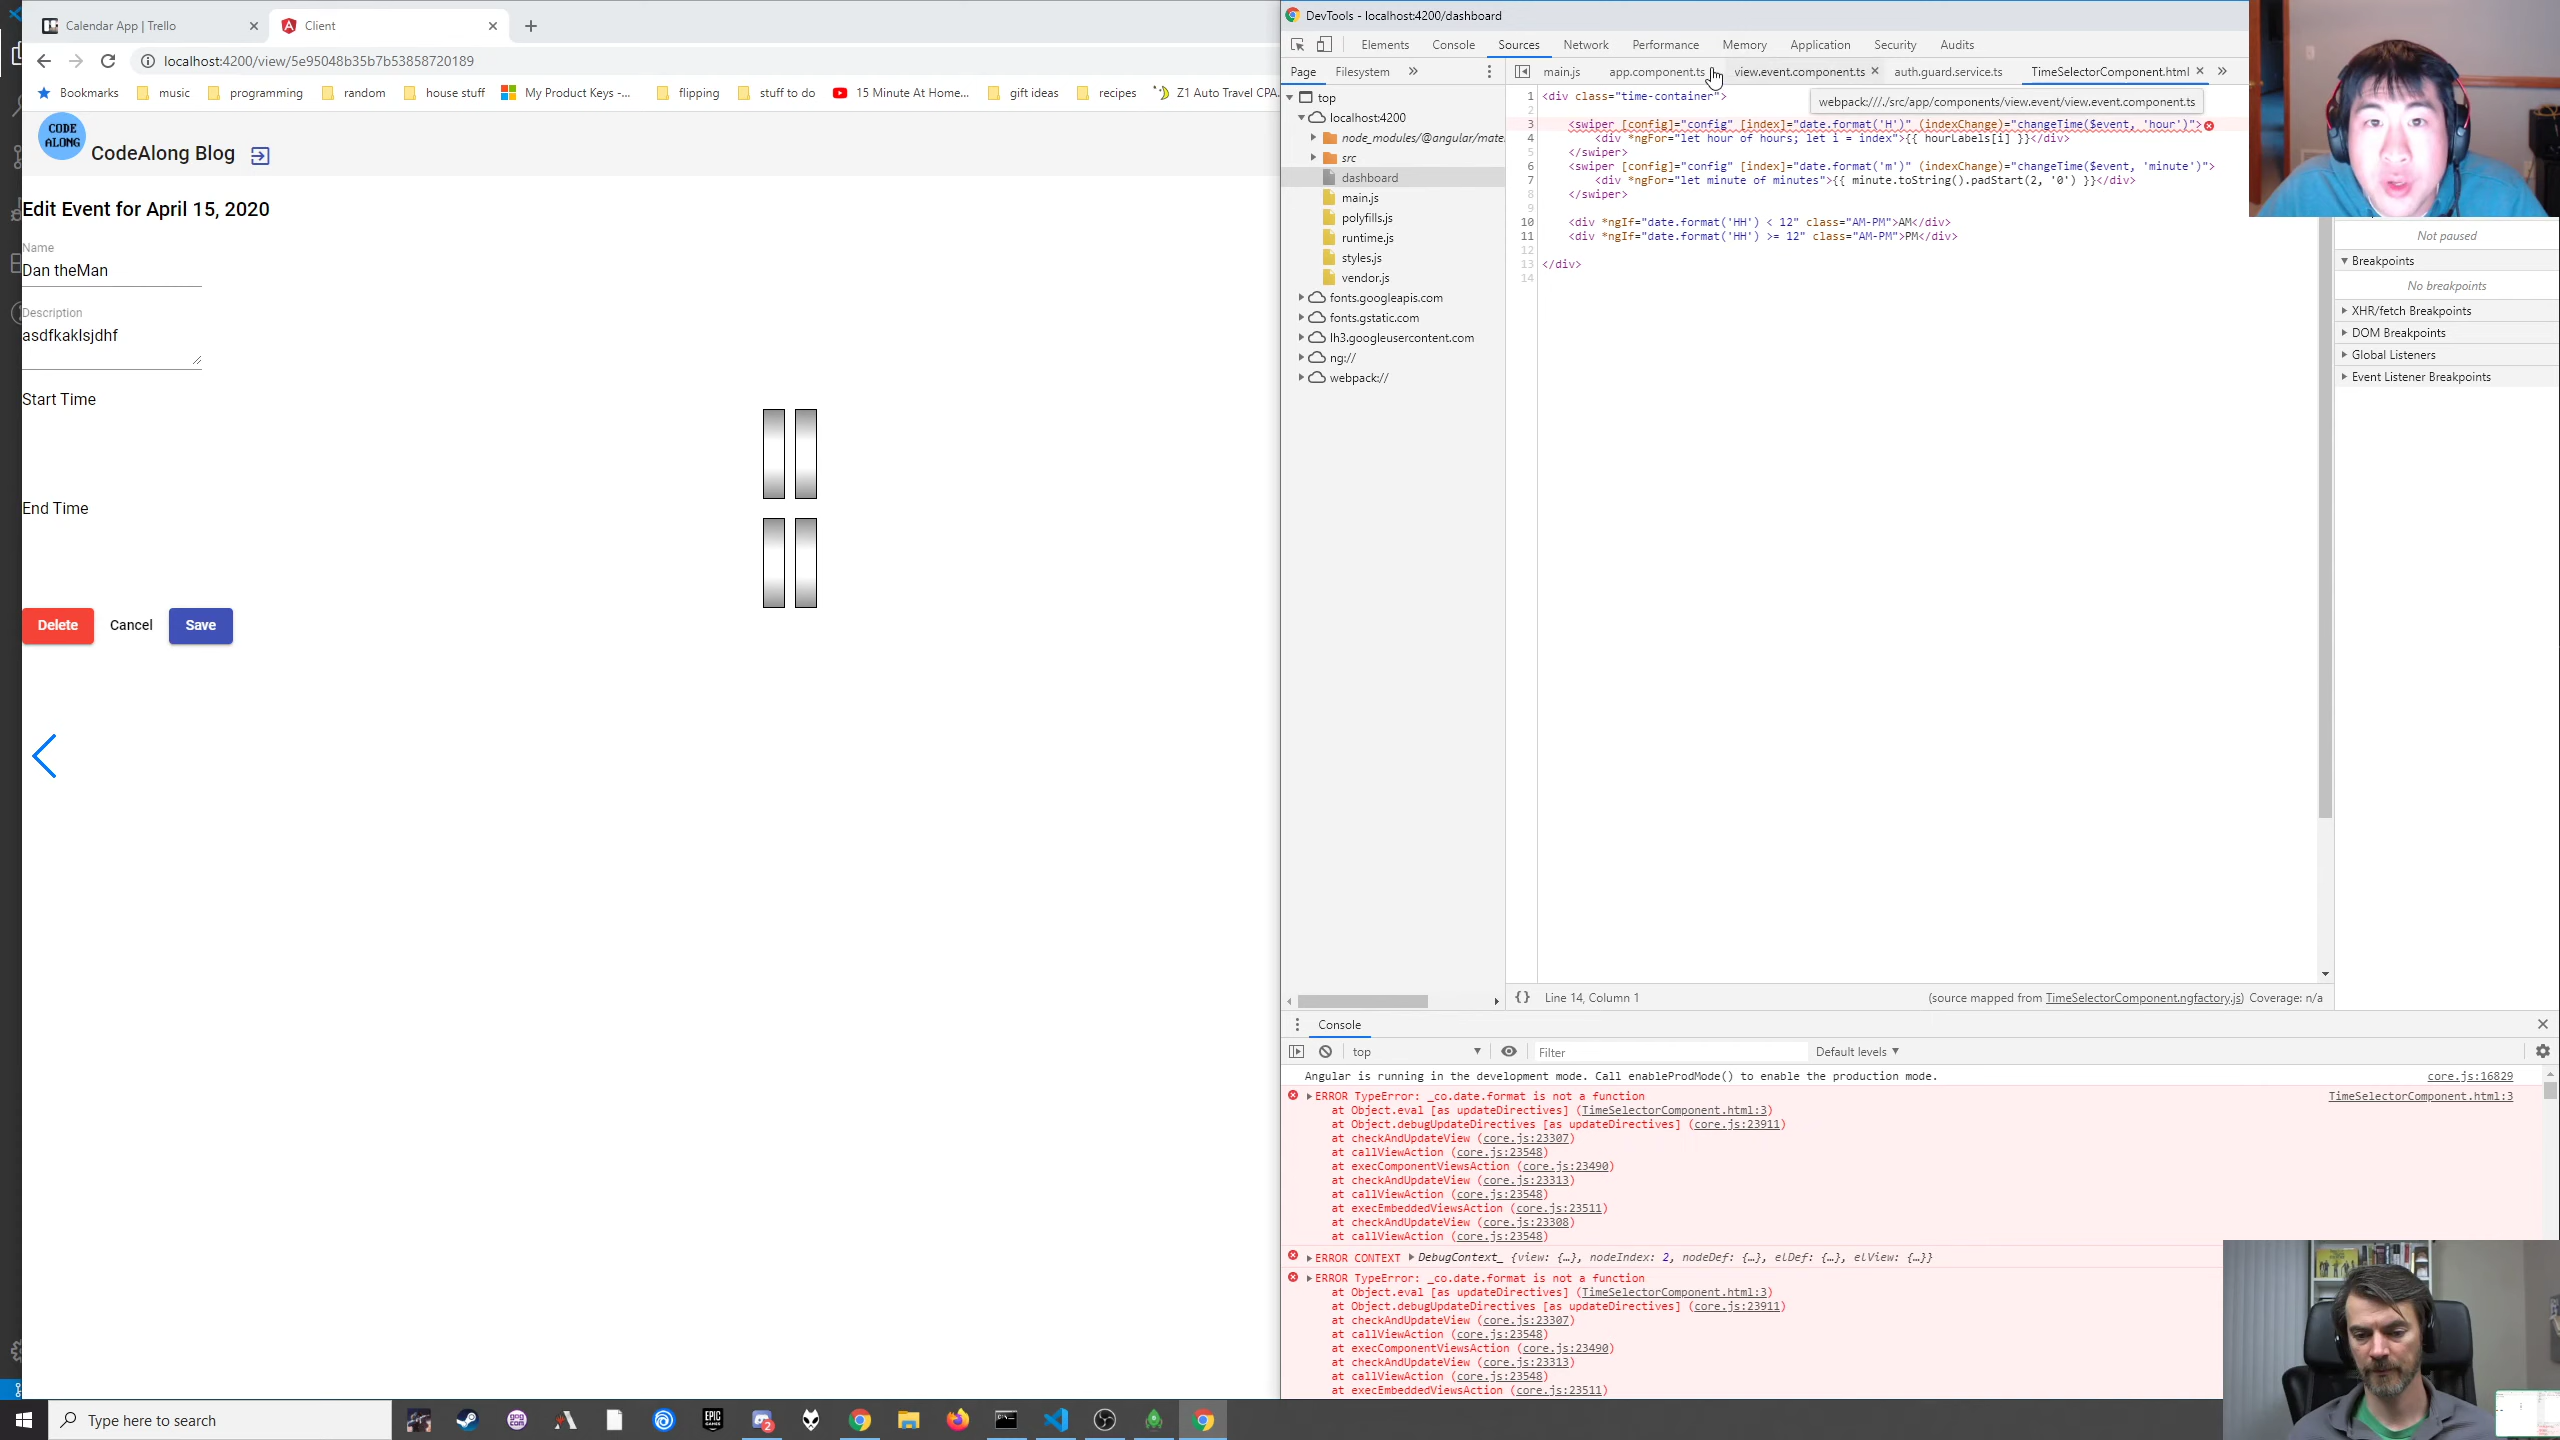 Calendar App | Trello
Client
localhost:4200/view/5e95048b35b7b53858720189
Bookmarks
music
programming
random
house stuff
My Product Keys -...
flipping
stuff to do
15 Minute At Home...
gift ideas
recipes
Z1 Auto Travel CPA.
CODE
ALONG
CodeAlong Blog
Edit Event for April 15, 2020
Name
Dan theMan
Description
asdfkaklsjdhf
Start Time
End Time
Delete
Cancel
Save
DevTools - localhost:4200/dashboard
Elements
Console
Sources
Network
Performance
Memory
Application
Security
Audits
Page
Filesystem
main.js
app.component.ts
view.event.component.ts
auth.guard.service.ts
TimeSelectorComponent.html
webpack:///./src/app/components/view.event/view.event.component.ts
top
localhost:4200
node_modules/@angular/mate
src
dashboard
main.js
polyfills.js
runtime.js
styles.js
vendor.js
fonts.googleapis.com
fonts.gstatic.com
lh3.googleusercontent.com
ng://
webpack://
1 <div class="time-container">
2
3 <swiper [config]="config" [index]="date.format('H')" (indexChange)="changeTime($event, 'hour')">
4 <div *ngFor="let hour of hours; let i = index">{{ hourLabels[i] }}</div>
5 </swiper>
6 <swiper [config]="config" [index]="date.format('m')" (indexChange)="changeTime($event, 'minute')">
7 <div *ngFor="let minute of minutes">{{ minute.toString().padStart(2, '0') }}</div>
8 </swiper>
9
10 <div *ngIf="date.format('HH') < 12" class="AM-PM">AM</div>
11 <div *ngIf="date.format('HH') >= 12" class="AM-PM">PM</div>
12
13 </div>
14
Not paused
Breakpoints
No breakpoints
XHR/fetch Breakpoints
DOM Breakpoints
Global Listeners
Event Listener Breakpoints
{} Line 14, Column 1
(source mapped from TimeSelectorComponent.ngfactory.js) Coverage: n/a
Console
top
Filter
Default levels
Angular is running in the development mode. Call enableProdMode() to enable the production mode. core.js:16829
ERROR TypeError: _co.date.format is not a function TimeSelectorComponent.html:3
at Object.eval [as updateDirectives] (TimeSelectorComponent.html:3)
at Object.debugUpdateDirectives [as updateDirectives] (core.js:23911)
at checkAndUpdateView (core.js:23307)
at callViewAction (core.js:23548)
at execComponentViewsAction (core.js:23490)
at checkAndUpdateView (core.js:23313)
at callViewAction (core.js:23548)
at execEmbeddedViewsAction (core.js:23511)
at checkAndUpdateView (core.js:23308)
at callViewAction (core.js:23548)
ERROR CONTEXT DebugContext_ {view: {…}, nodeIndex: 2, nodeDef: {…}, elDef: {…}, elView: {…}}
ERROR TypeError: _co.date.format is not a function
at Object.eval [as updateDirectives] (TimeSelectorComponent.html:3)
at Object.debugUpdateDirectives [as updateDirectives] (core.js:23911)
at checkAndUpdateView (core.js:23307)
at callViewAction (core.js:23548)
at execComponentViewsAction (core.js:23490)
at checkAndUpdateView (core.js:23313)
at callViewAction (core.js:23548)
at execEmbeddedViewsAction (core.js:23511)
Type here to search
gog
com
EPIC
GAMES
2